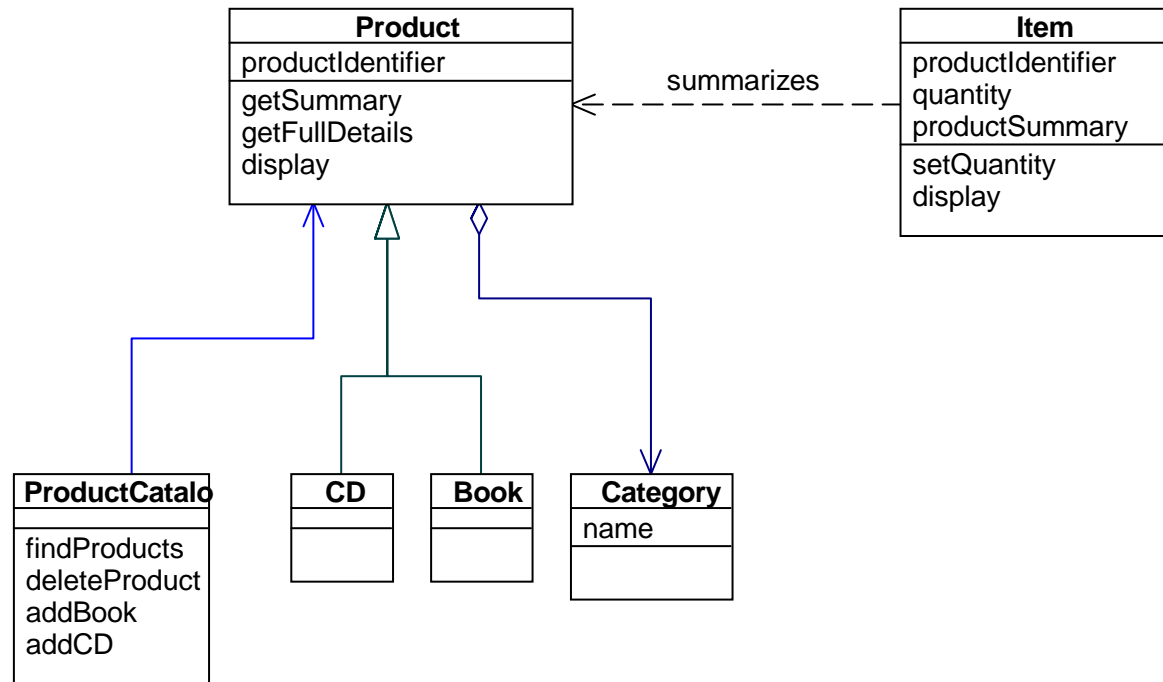 Product
productIdentifier
getSummary
getFullDetails
display
summarizes
Item
productIdentifier
quantity
productSummary
setQuantity
display
ProductCatalo
findProducts
deleteProduct
addBook
addCD
CD
Book
Category
name